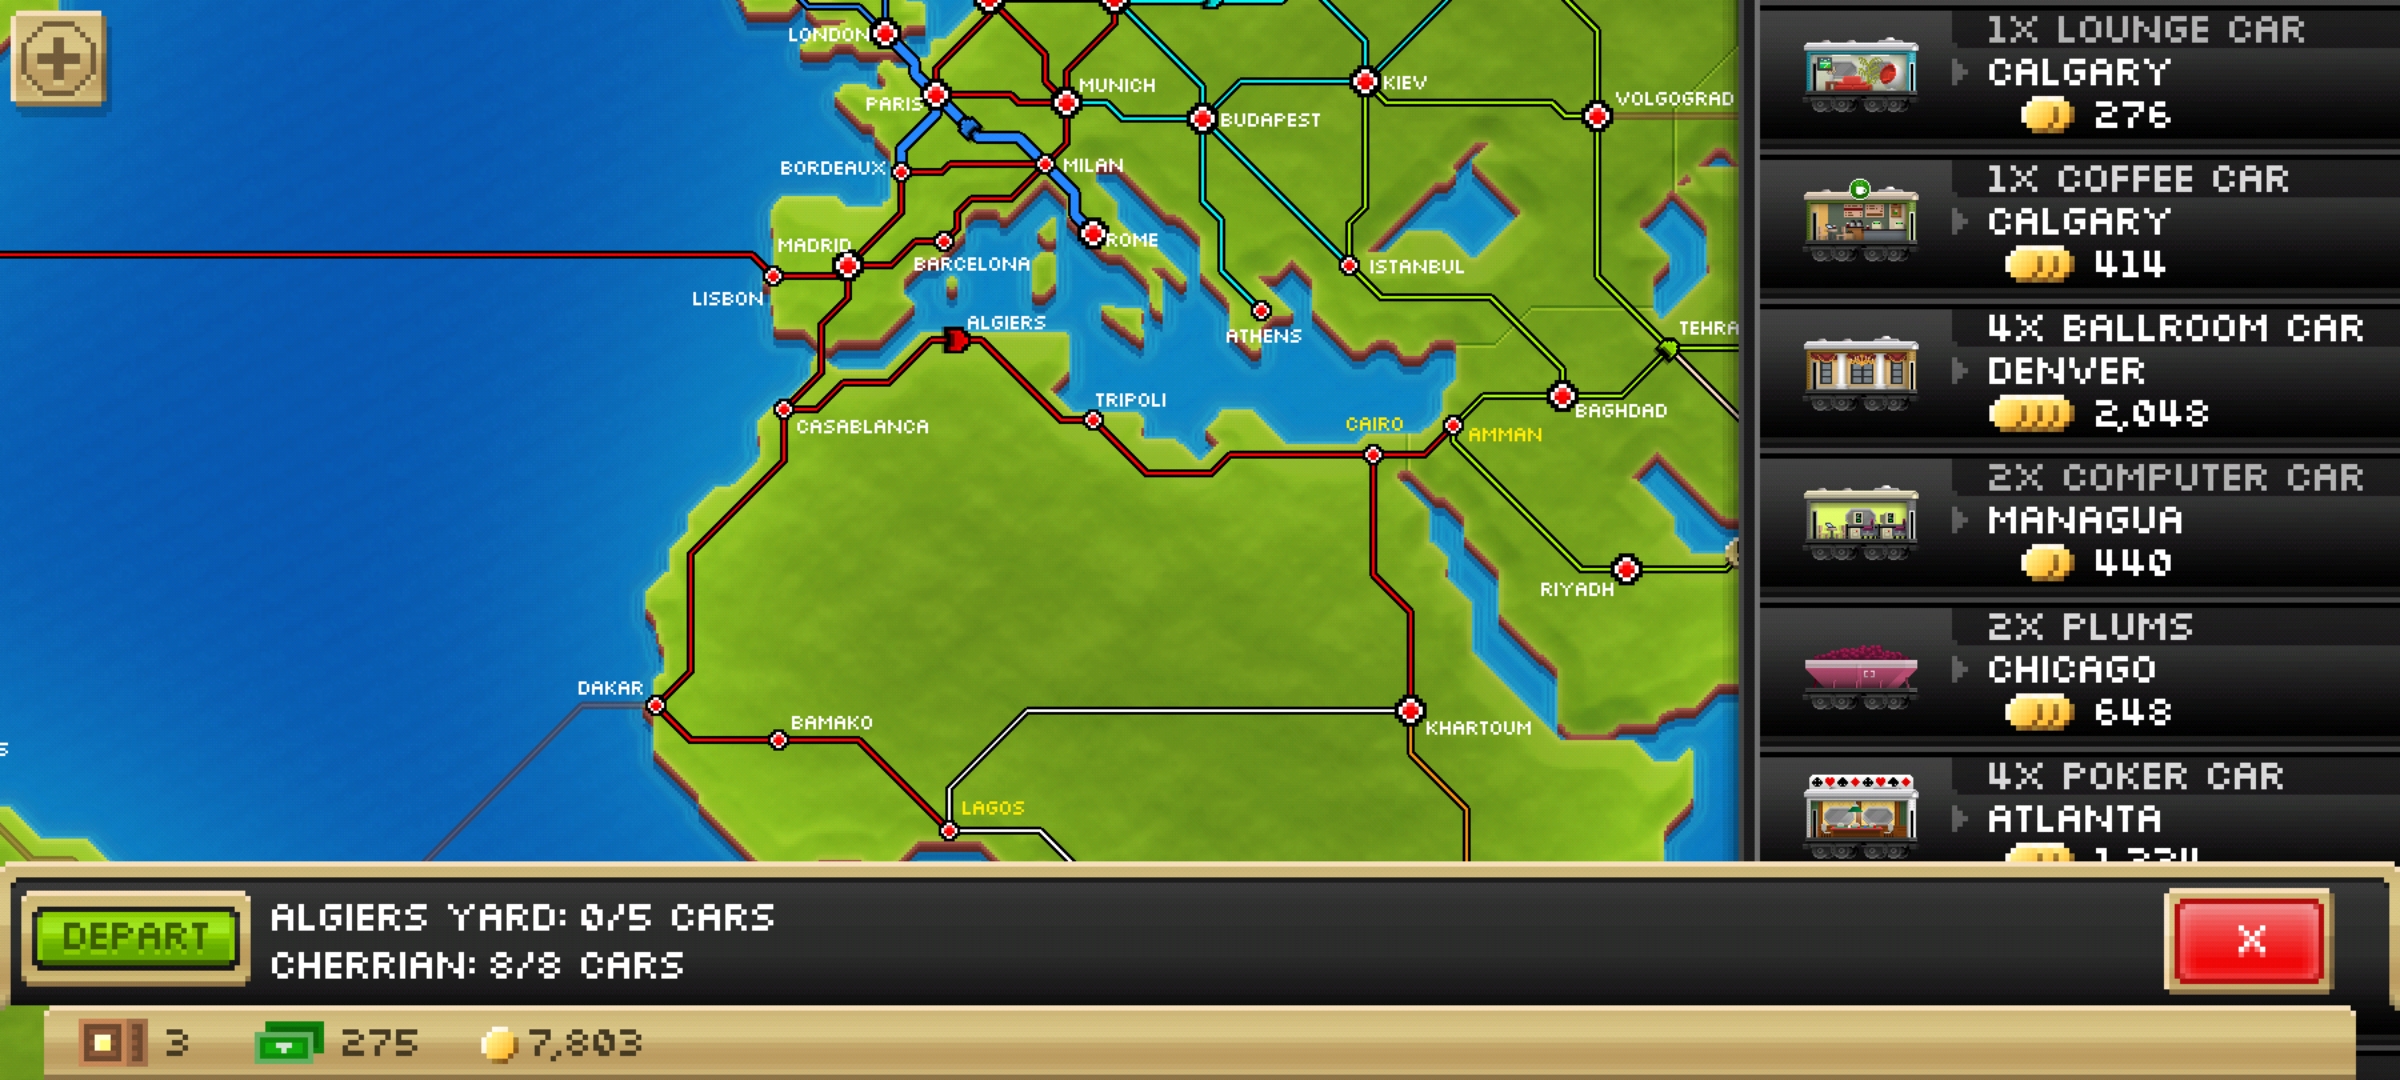 LONDON
PARIS
MUNICH
KIEV
BUDAPEST
VOLGOGRAD
BORDEAUX
MILAN
MADRID
ROME
BARCELONA
ISTANBUL
LISBON
ALGIERS
ATHENS
TEHRA
TRIPOLI
BAGHDAD
CASABLANCA
CAIRO
AMMAN
RIYADH
DAKAR
BAMAKO
KHARTOUM
LAGOS
S
1X LOUNGE CAR
CALGARY
276
1X COFFEE CAR
CALGARY
414
4X BALLROOM CAR
DENVER
2,048
2X COMPUTER CAR
MANAGUA
440
2X PLUMS
CHICAGO
648
4X POKER CAR
ATLANTA
DEPART
ALGIERS YARD: 0/5 CARS
CHERRIAN: 8/8 CARS
X
3
275
7,803